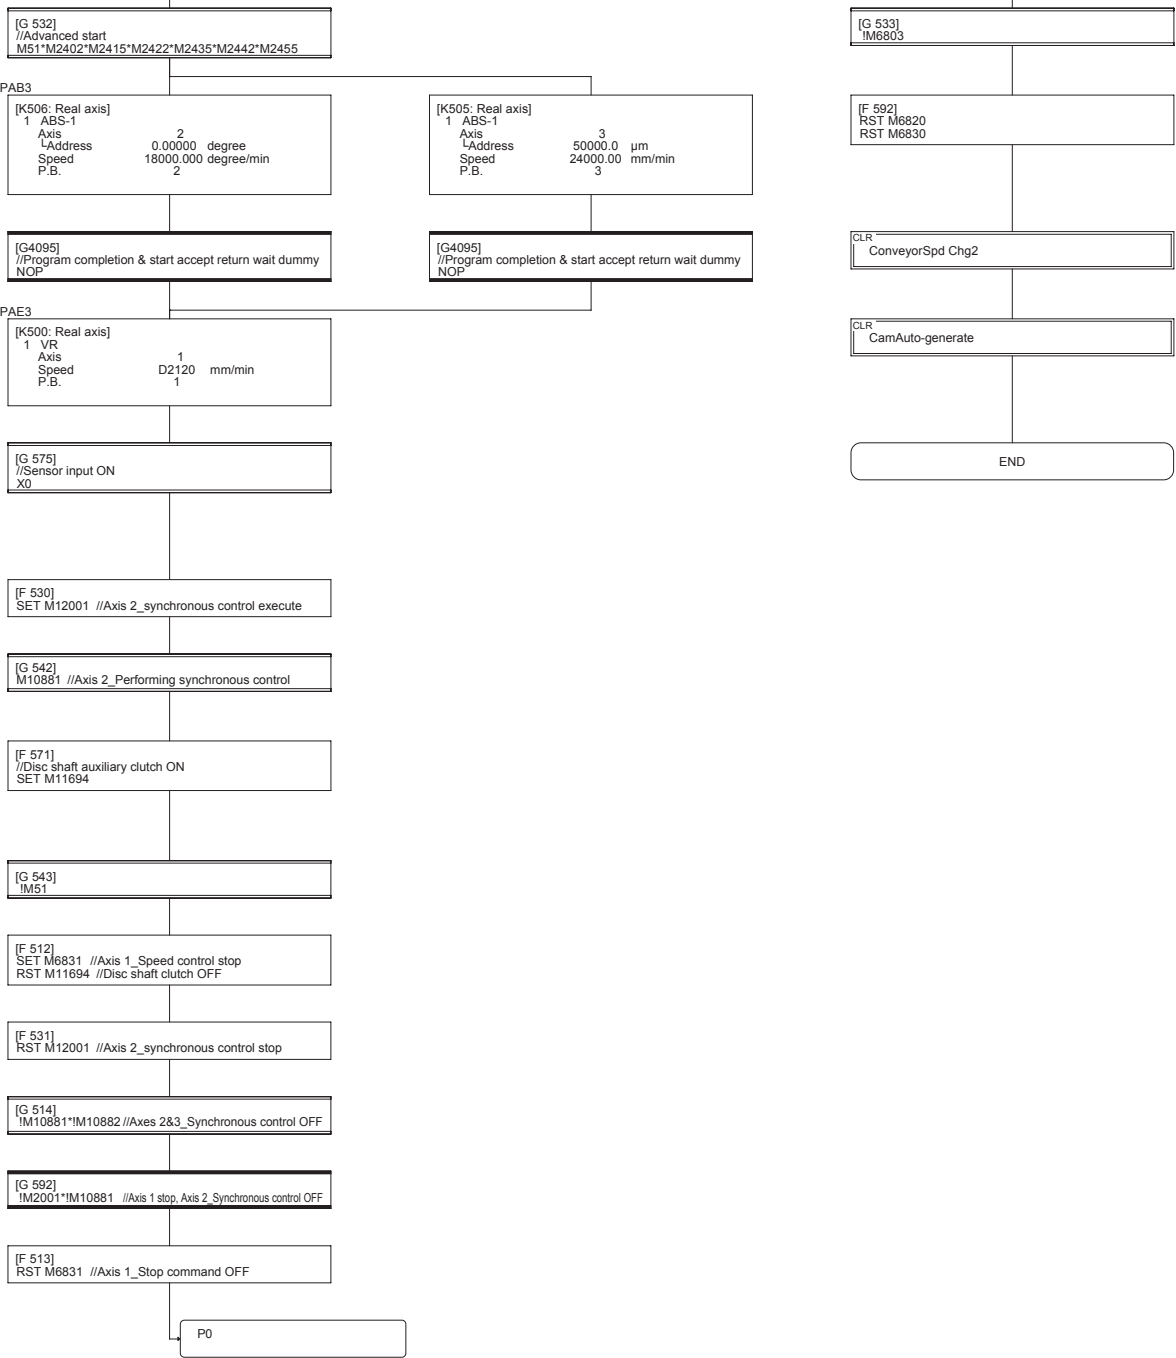 [G 532]
//Advanced start
M51*M2402*M2415*M2422*M2435*M2442*M2455
PAB3
[K506: Real axis]
1 ABS-1
Axis 2
└Address 0.00000 degree
Speed 18000.000 degree/min
P.B. 2
[K505: Real axis]
1 ABS-1
Axis 3
└Address 50000.0 µm
Speed 24000.00 mm/min
P.B. 3
[G4095]
//Program completion & start accept return wait dummy
NOP
[G4095]
//Program completion & start accept return wait dummy
NOP
PAE3
[K500: Real axis]
1 VR
Axis 1
Speed D2120 mm/min
P.B. 1
[G 575]
//Sensor input ON
X0
[F 530]
SET M12001 //Axis 2_synchronous control execute
[G 542]
M10881 //Axis 2_Performing synchronous control
[F 571]
//Disc shaft auxiliary clutch ON
SET M11694
[G 543]
!M51
[F 512]
SET M6831 //Axis 1_Speed control stop
RST M11694 //Disc shaft clutch OFF
[F 531]
RST M12001 //Axis 2_synchronous control stop
[G 514]
!M10881*!M10882 //Axes 2&3_Synchronous control OFF
[G 592]
!M2001*!M10881 //Axis 1 stop, Axis 2_Synchronous control OFF
[F 513]
RST M6831 //Axis 1_Stop command OFF
P0
[G 533]
!M6803
[F 592]
RST M6820
RST M6830
CLR
ConveyorSpd Chg2
CLR
CamAuto-generate
END